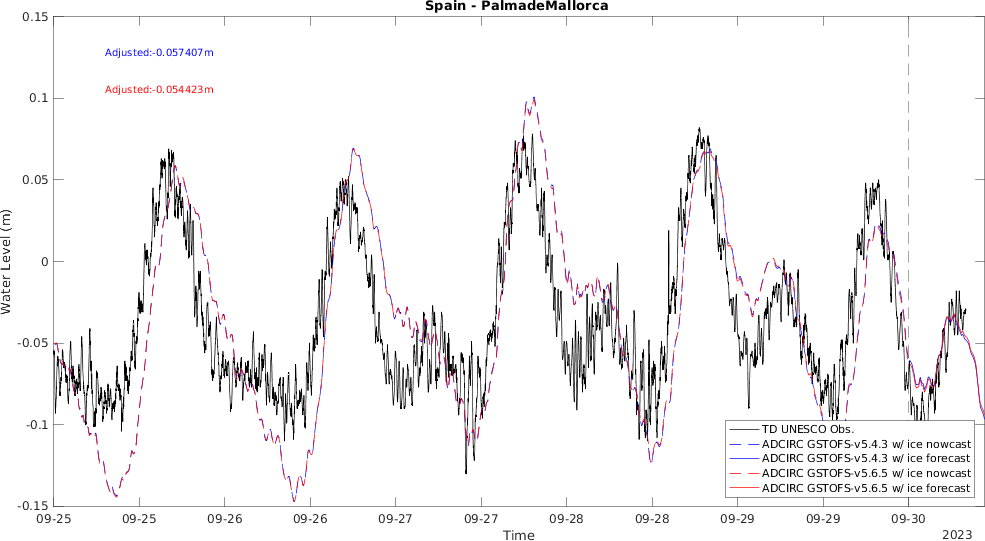 Spain - PalmadeMallorca
0.15
0.1
0.05
0
-0.05
-0.1
-0.15
Water Level (m)
Adjusted:-0.057407m
Adjusted:-0.054423m
TD UNESCO Obs.
ADCIRC GSTOFS-v5.4.3 w/ ice nowcast
ADCIRC GSTOFS-v5.4.3 w/ ice forecast
ADCIRC GSTOFS-v5.6.5 w/ ice nowcast
ADCIRC GSTOFS-v5.6.5 w/ ice forecast
09-25 09-25 09-26 09-26 09-27 09-27 09-28 09-28 09-29 09-29 09-30
Time
2023